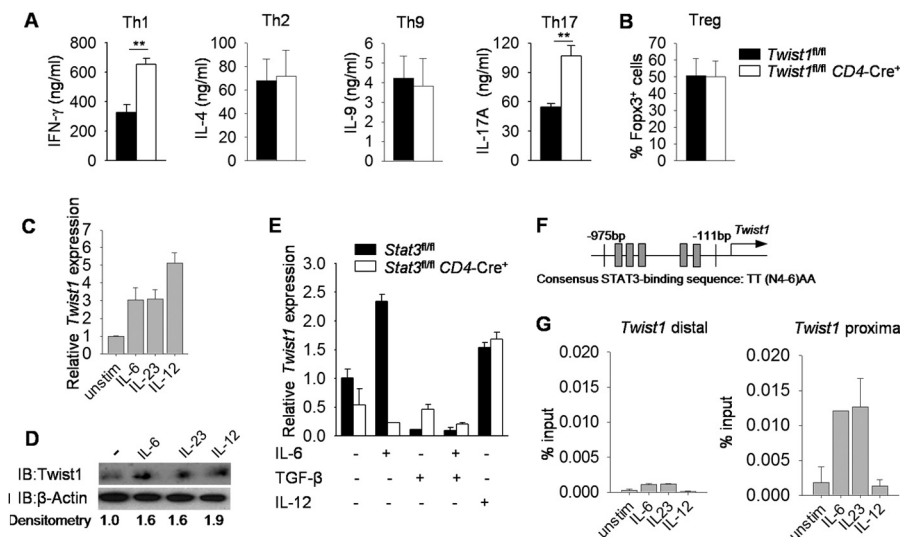 A
Th1
Th2
Th9
Th17
B
Treg
**
**
IFN-γ (ng/ml)
800
600
400
200
0
IL-4 (ng/ml)
100
80
60
40
20
0
IL-9 (ng/ml)
6
5
4
3
2
1
0
IL-17A (ng/ml)
120
90
60
30
0
% Fopx3+ cells
70
60
50
40
30
20
10
0
Twist1fl/fl
Twist1fl/fl CD4-Cre+
C
Relative Twist1 expression
7
6
5
4
3
2
1
0
unstim
IL-6
IL-23
IL-12
D
- IL-6 IL-23 IL-12
IB:Twist1
IB:β-Actin
Densitometry 1.0 1.6 1.6 1.9
E
Stat3fl/fl
Stat3fl/fl CD4-Cre+
Relative Twist1 expression
3.0
2.5
2.0
1.5
1.0
0.5
0.0
IL-6 - + - + -
TGF-β - - + + -
IL-12 - - - - +
F
-975bp -111bp Twist1
Consensus STAT3-binding sequence: TT (N4-6)AA
G
Twist1 distal
% input
0.020
0.015
0.010
0.005
0.000
unstim
IL-6
IL23
IL-12
Twist1 proxima
% input
0.020
0.015
0.010
0.005
0.000
unstim
IL-6
IL23
IL-12